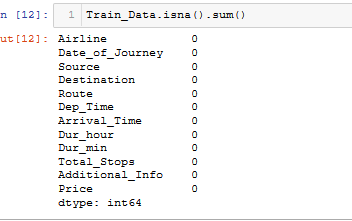 n [12]: 1 Train_Data.isna().sum()
ut[12]: Airline 0
Date_of_Journey 0
Source 0
Destination 0
Route 0
Dep_Time 0
Arrival_Time 0
Dur_hour 0
Dur_min 0
Total_Stops 0
Additional_Info 0
Price 0
dtype: int64